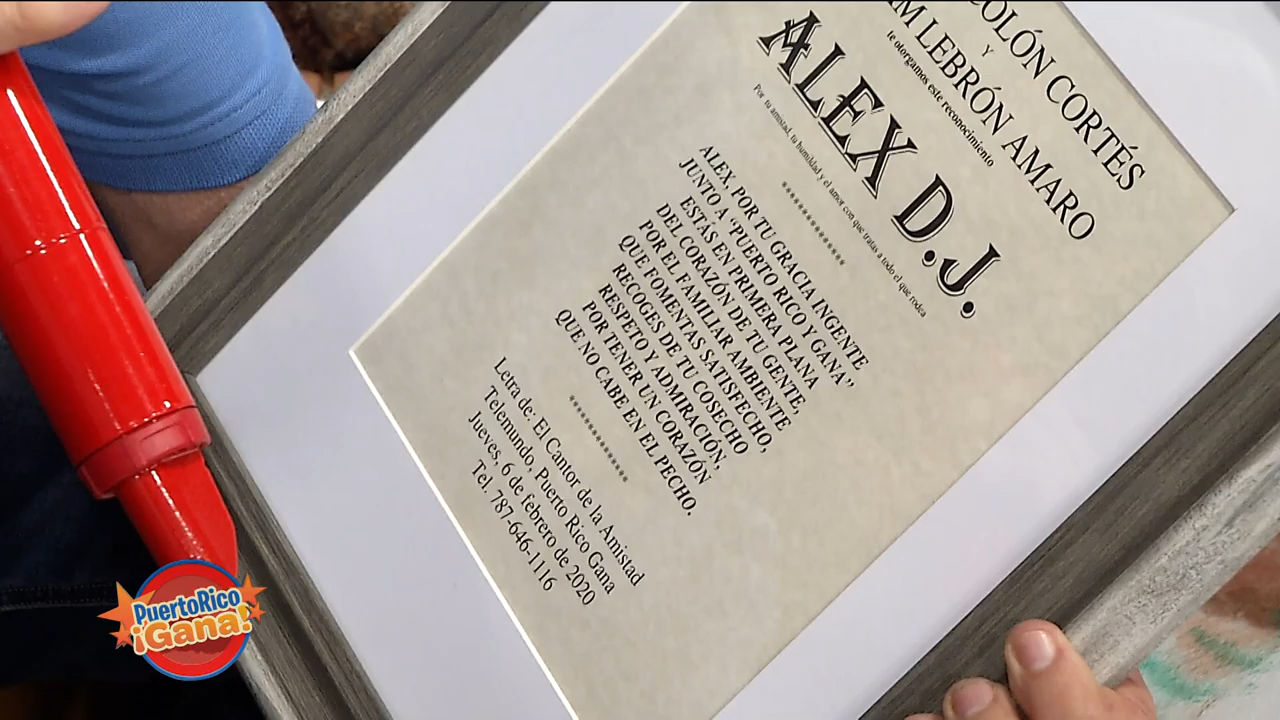 COLÓN CORTÉS
Y
LEBRÓN AMARO
te otorgamos este reconocimiento
ALEX D.J.
Por tu amistad, tu humildad y el amor con que tratas a todo el que rodea
ALEX, POR TU GRACIA INGENTE
JUNTO A “PUERTO RICO Y GANA”
ESTÁS EN PRIMERA PLANA
DEL CORAZÓN DE TU GENTE,
POR EL FAMILIAR AMBIENTE
QUE FOMENTAS SATISFECHO,
RECOGES DE TU COSECHO
RESPETO Y ADMIRACIÓN,
POR TENER UN CORAZÓN
QUE NO CABE EN EL PECHO.
Letra de: El Cantor de la Amistad
Telemundo, Puerto Rico Gana
Jueves, 6 de febrero de 2020
Tel. 787-646-1116
PuertoRico
¡Gana!